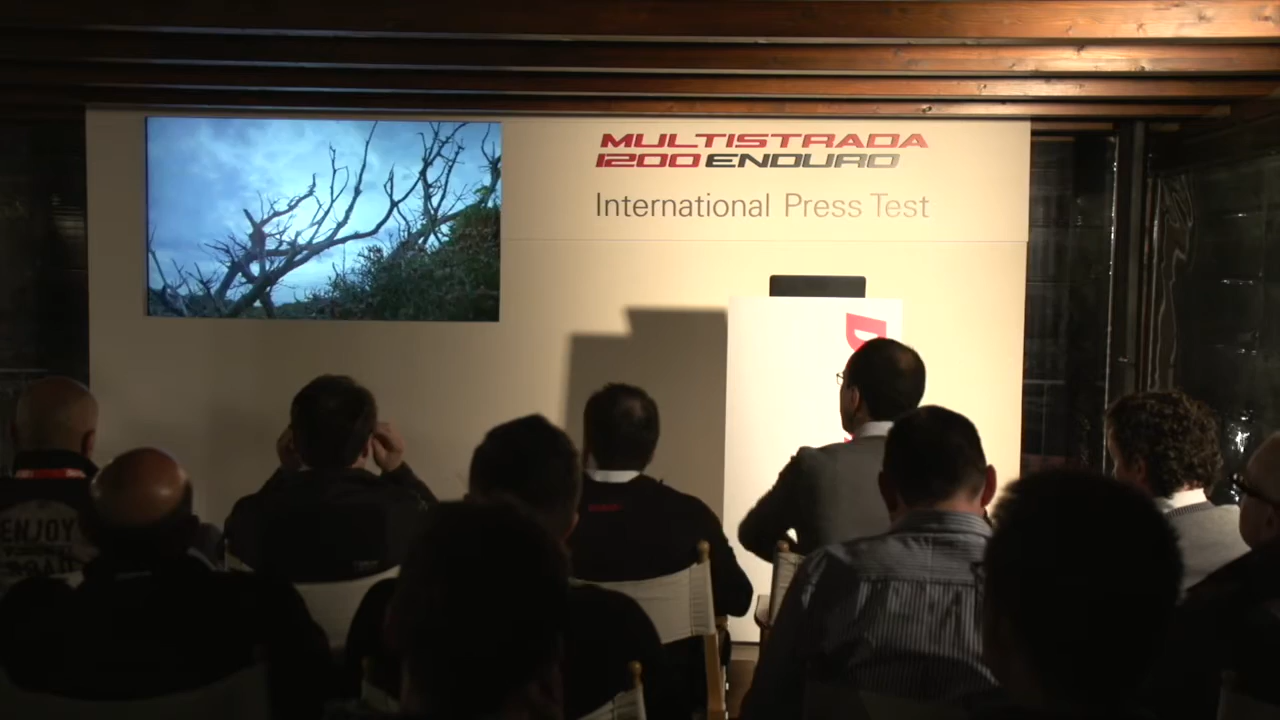 MULTISTRADA
1200 ENDURO
International Press Test
D
ENJOY